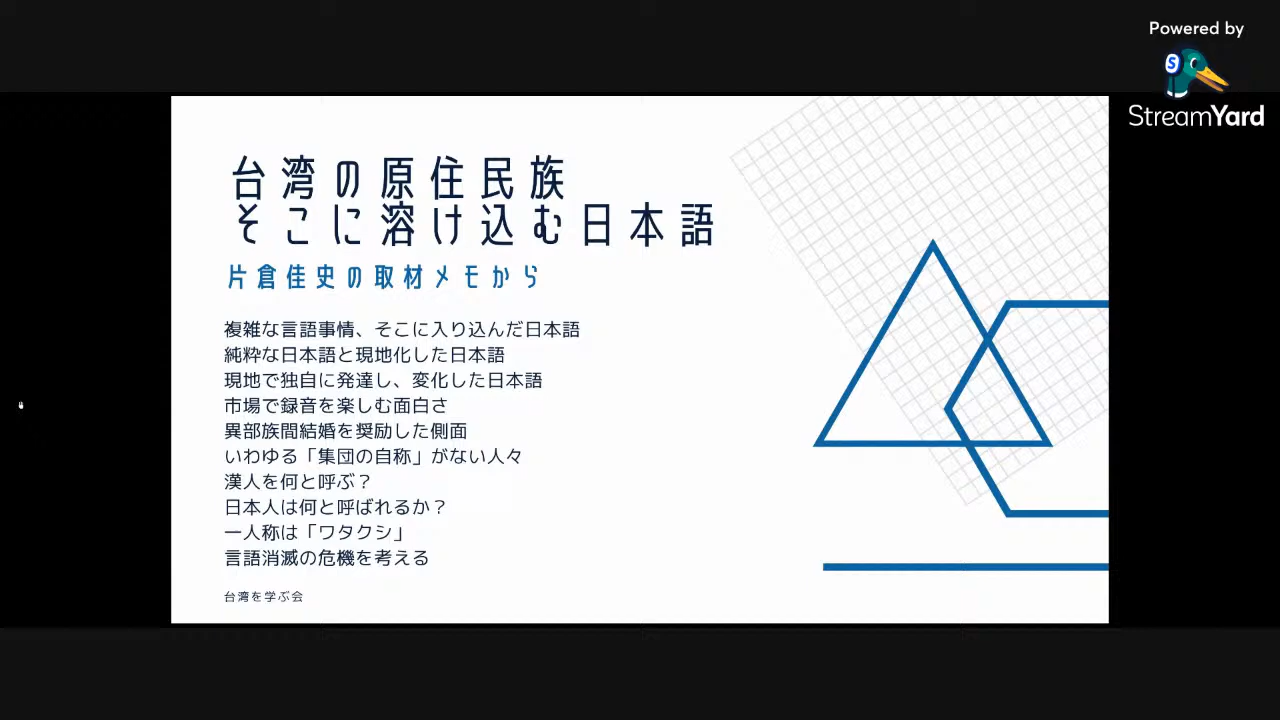 Powered by
StreamYard
台湾の原住民族
そこに溶け込む日本語
片倉佳史の取材メモから
複雑な言語事情、そこに入り込んだ日本語
純粋な日本語と現地化した日本語
現地で独自に発達し、変化した日本語
市場で録音を楽しむ面白さ
異部族間結婚を奨励した側面
いわゆる「集団の自称」がない人々
漢人を何と呼ぶ？
日本人は何と呼ばれるか？
一人称は「ワタクシ」
言語消滅の危機を考える
台湾を学ぶ会